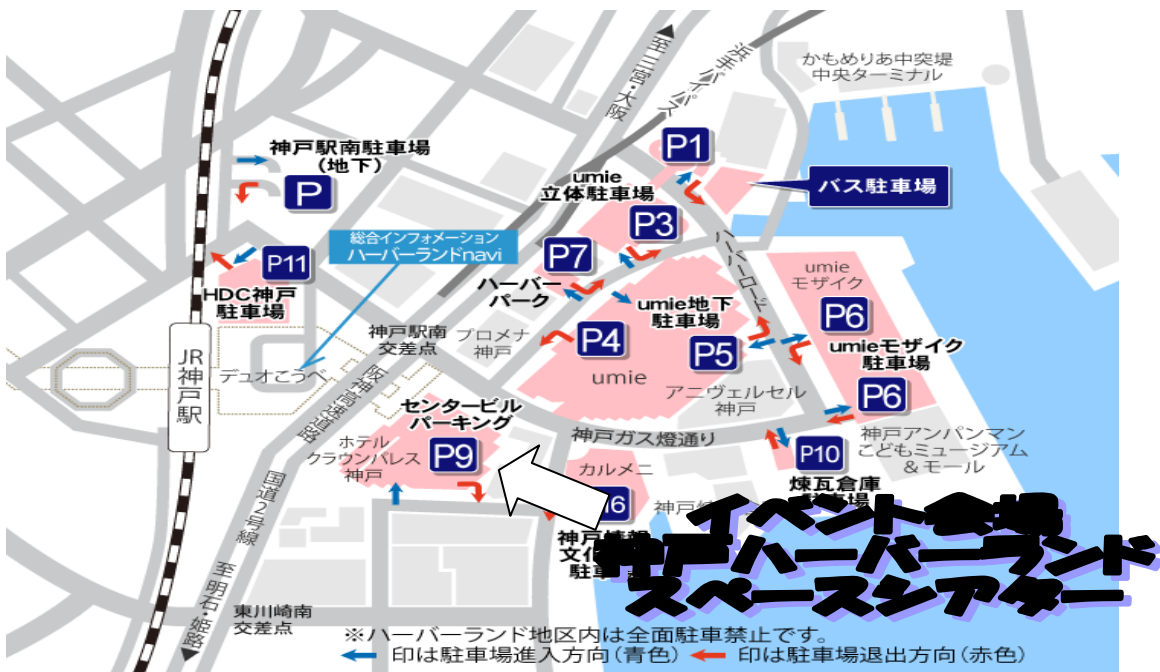 かもめりあ中突堤
中央ターミナル
至三宮・大阪
浜手バイパス
神戸駅南駐車場
(地下)
P
P1
バス駐車場
umie
立体駐車場
P3
総合インフォメーション
ハーバーランドnavi
P7
P11
HDC神戸
駐車場
ハーバー
パーク
ハーバーロード
umie
モザイク
umie地下
駐車場
P6
神戸駅南
交差点
プロメナ
神戸
P4
P5
umieモザイク
駐車場
JR神戸駅
デュオこうべ
umie
アニヴェルセル
神戸
P6
阪神高速道路
センタービル
パーキング
神戸ガス燈通り
神戸アンパンマン
こどもミュージアム
&モール
ホテル
クラウンパレス
神戸
P9
カルメニ
P10
煉瓦倉庫
国道2号線
イベント会場
神戸ハーバーランド
スペースシアター
至明石・姫路
東川崎南
交差点
※ハーバーランド地区内は全面駐車禁止です。
印は駐車場進入方向(青色)
印は駐車場退出方向(赤色)